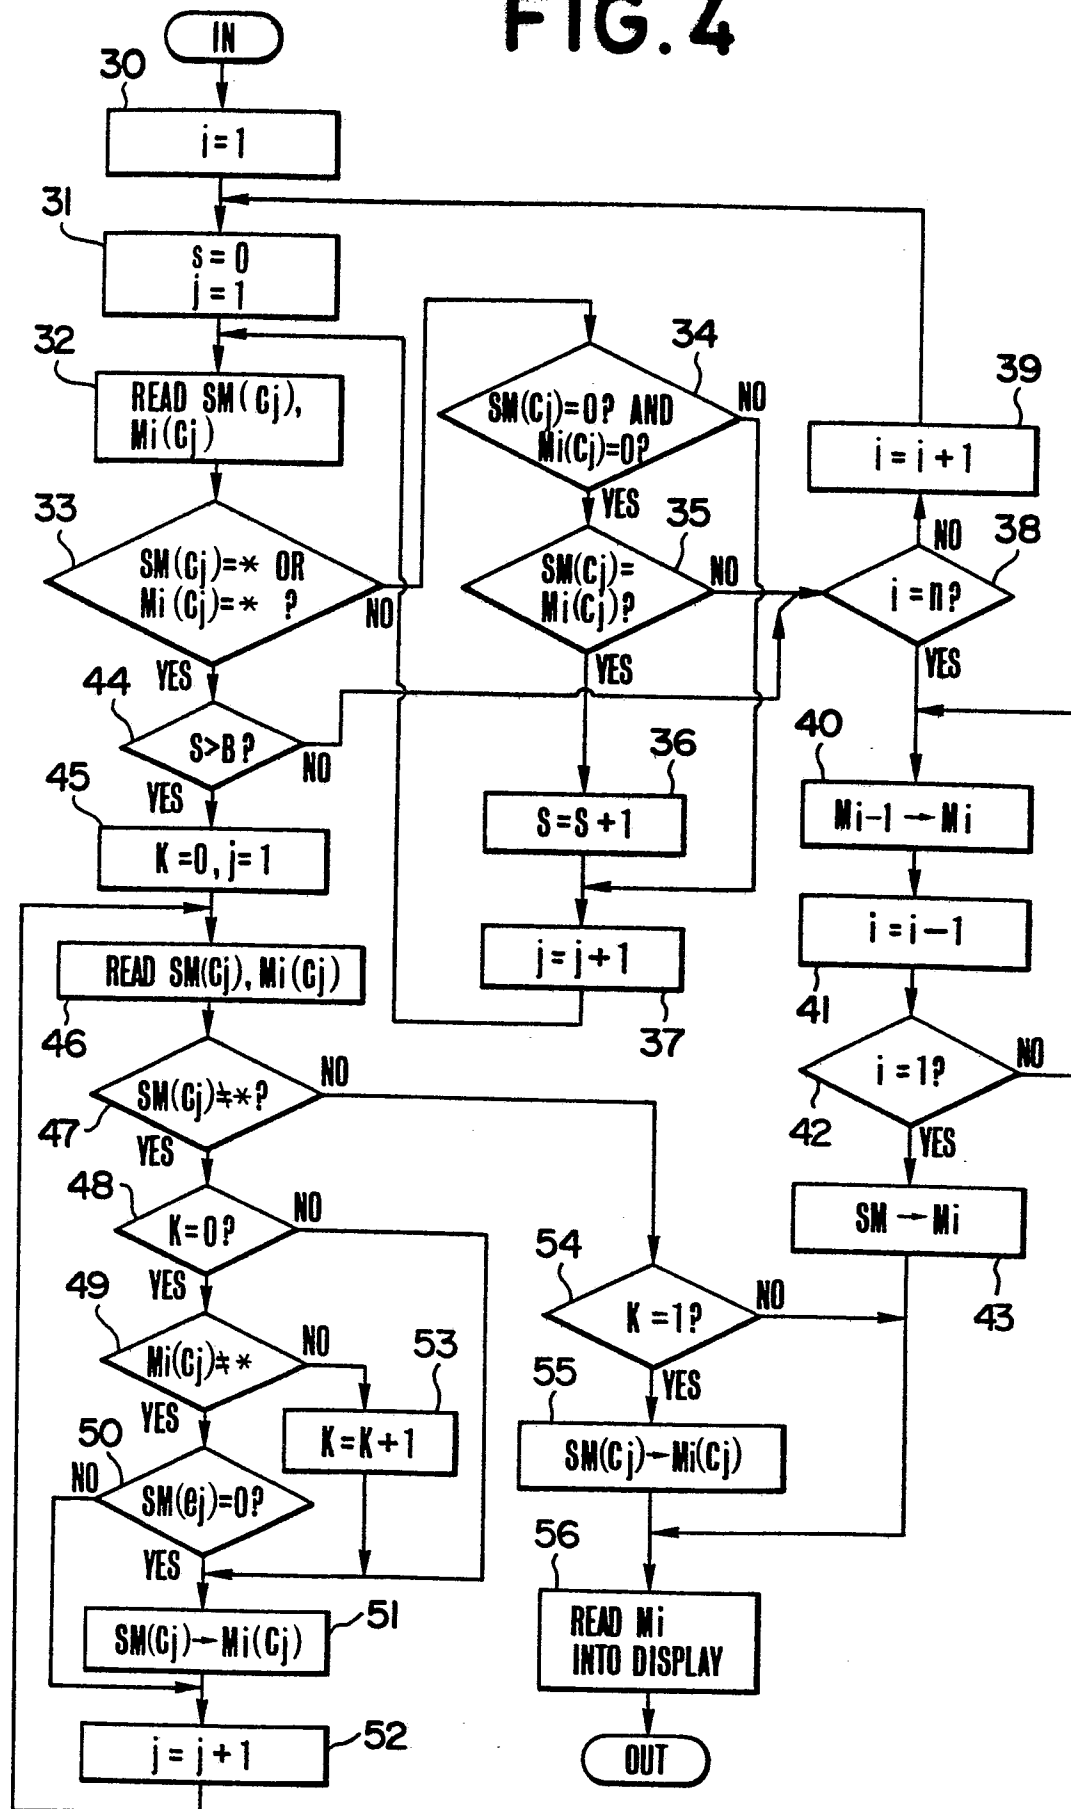 FIG. 4
IN
30
i = 1
31
s = 0
j = 1
32
READ SM(Cj),
Mi(Cj)
33
SM(Cj)=* OR
Mi(Cj)=* ?
NO
YES
34
SM(Cj)=0? AND
Mi(Cj)=0?
NO
YES
35
SM(Cj)=
Mi(Cj)?
NO
YES
36
S=S+1
j=j+1
37
39
i = i + 1
NO
38
i = n?
YES
40
Mi-1→Mi
i = i-1
41
i = 1?
NO
42
YES
SM→Mi
43
44
S>B?
NO
YES
45
K=0, j=1
READ SM(Cj), Mi(Cj)
46
SM(Cj)≠*?
NO
47
YES
48
K=0?
NO
YES
49
Mi(Cj)≠*
NO
YES
53
K=K+1
50
NO
SM(ej)=0?
YES
51
SM(Cj)→Mi(Cj)
52
j = j+1
54
K=1?
NO
YES
55
SM(Cj)→Mi(Cj)
56
READ Mi
INTO DISPLAY
OUT